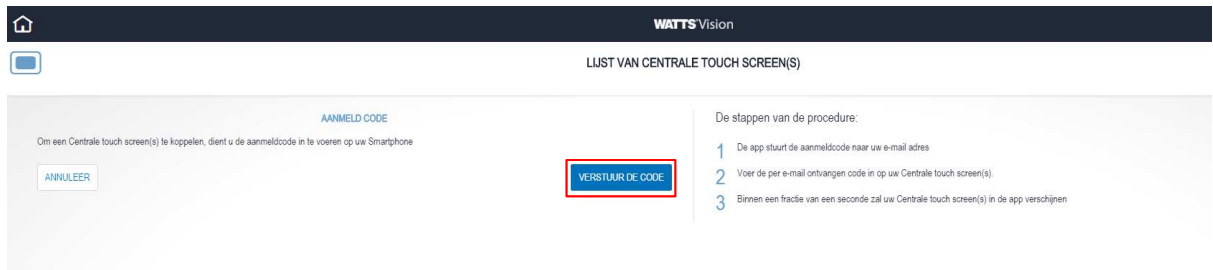 WATTS Vision
LIJST VAN CENTRALE TOUCH SCREEN(S)
AANMELD CODE
Om een Centrale touch screen(s) te koppelen, dient u de aanmeldcode in te voeren op uw Smartphone
ANNULEER
VERSTUUR DE CODE
De stappen van de procedure:
1 De app stuurt de aanmeldcode naar uw e-mail adres
2 Voer de per e-mail ontvangen code in op uw Centrale touch screen(s).
3 Binnen een fractie van een seconde zal uw Centrale touch screen(s) in de app verschijnen